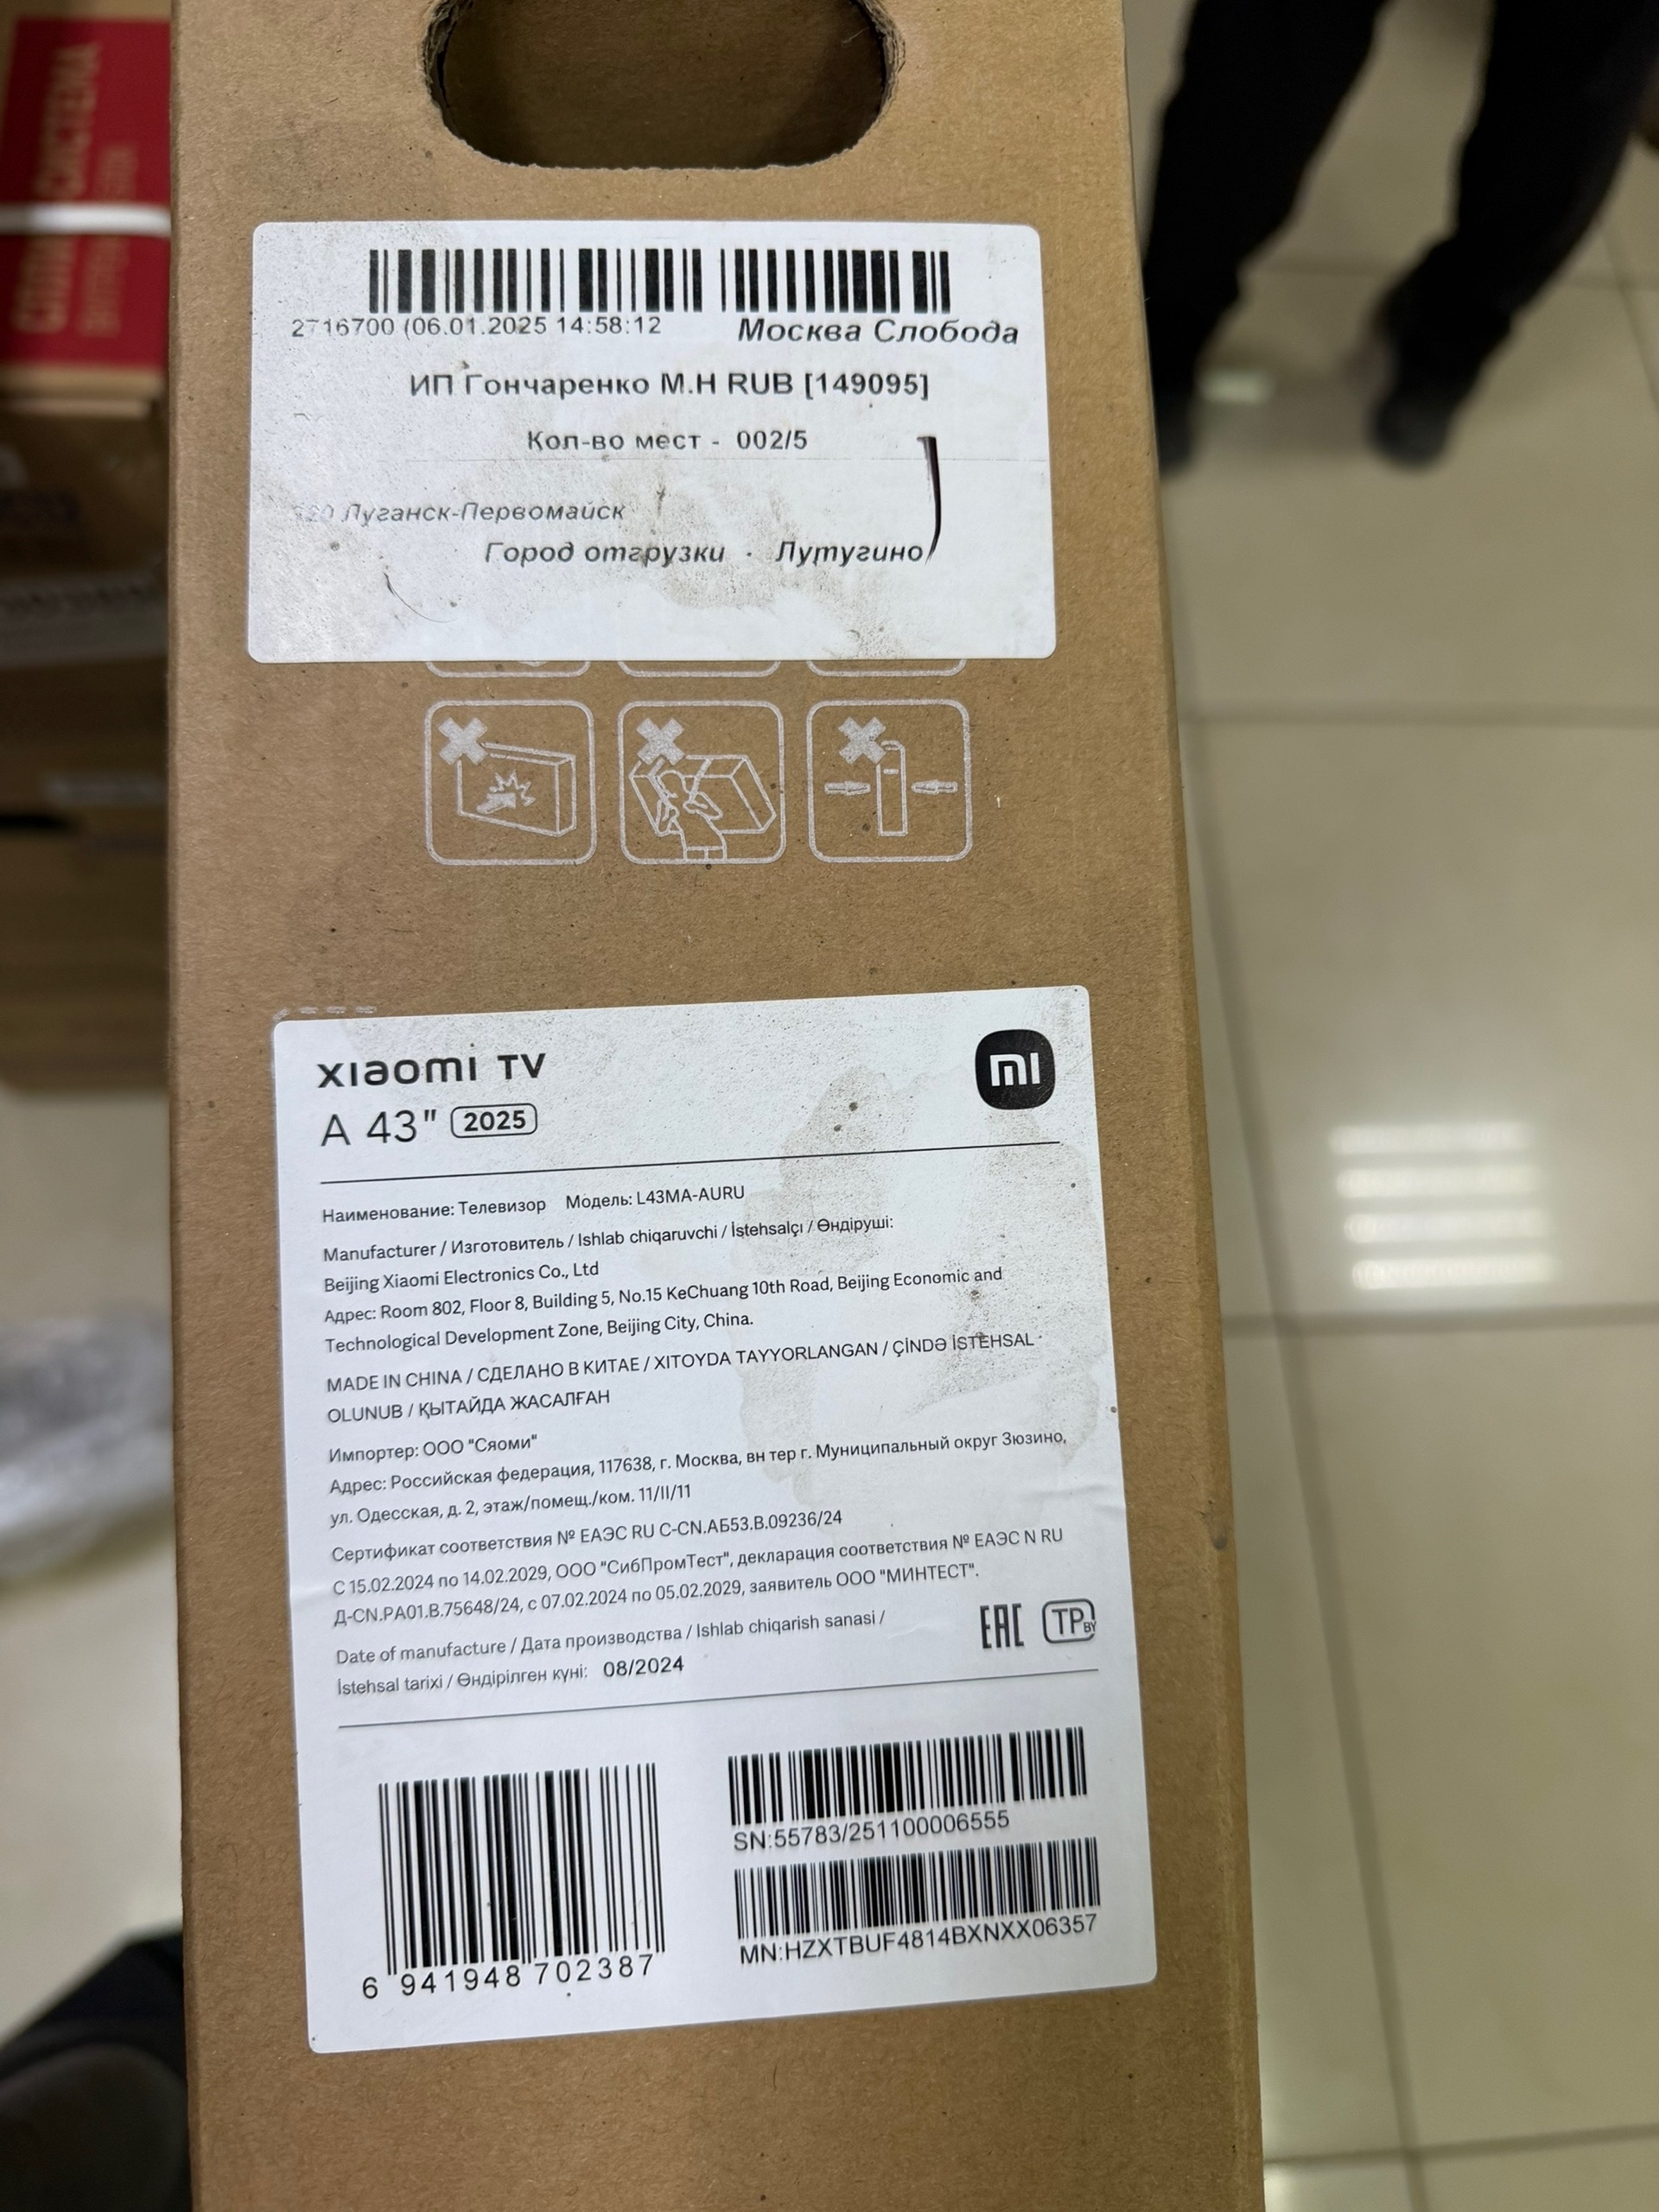 2716700 (06.01.2025 14:58:12 Москва Слобода
ИП Гончаренко М.Н RUB [149095]
Кол-во мест - 002/5
Луганск-Первомайск
Город отгрузки · Лутугино
xiaomi TV
mi
A 43" 2025
Наименование: Телевизор Модель: L43MA-AURU
Manufacturer / Изготовитель / Ishlab chiqaruvchi / İstehsalçı / Өндіруші:
Beijing Xiaomi Electronics Co., Ltd
Адрес: Room 802, Floor 8, Building 5, No.15 KeChuang 10th Road, Beijing Economic and
Technological Development Zone, Beijing City, China.
MADE IN CHINA / СДЕЛАНО В КИТАЕ / XITOYDA TAYYORLANGAN / ÇİNDƏ İSTEHSAL
OLUNUB / ҚЫТАЙДА ЖАСАЛҒАН
Импортер: ООО "Сяоми"
Адрес: Российская федерация, 117638, г. Москва, вн тер г. Муниципальный округ Зюзино,
ул. Одесская, д. 2, этаж/помещ./ком. 11/II/11
Сертификат соответствия № ЕАЭС RU С-CN.АБ53.В.09236/24
С 15.02.2024 по 14.02.2029, ООО "СибПромТест", декларация соответствия № ЕАЭС N RU
Д-CN.РА01.В.75648/24, с 07.02.2024 по 05.02.2029, заявитель ООО "МИНТЕСТ".
Date of manufacture / Дата производства / Ishlab chiqarish sanasi /
İstehsal tarixi / Өндірілген күні: 08/2024
EAC TP BY
SN:55783/251100006555
MN:HZXTBUF4814BXNXX06357
6 941948 702387